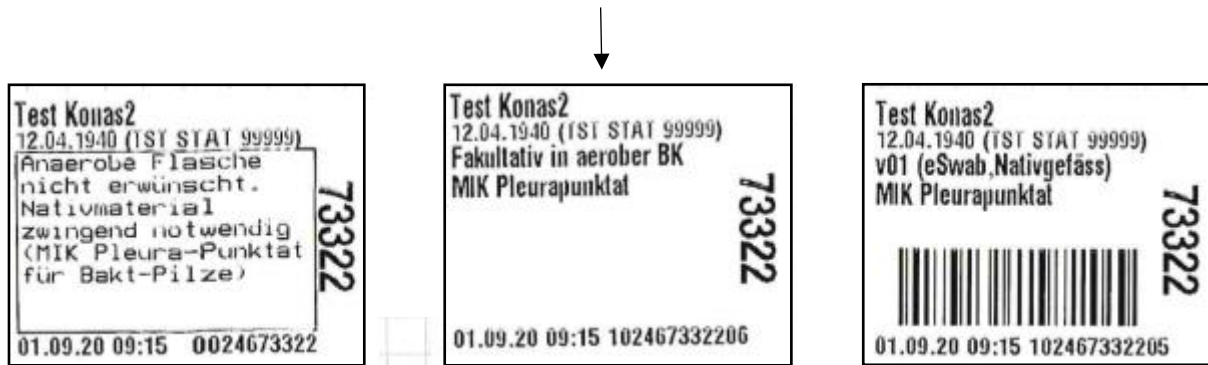 Test Konas2
12.04.1940 (TST STAT 99999)
Anaerobe Flasche
nicht erwünscht.
Nativmaterial
zwingend notwendig
(MIK Pleura-Punktat
für Bakt-Pilze)
73322
01.09.20 09:15 0024673322
Test Konas2
12.04.1940 (TST STAT 99999)
Fakultativ in aerober BK
MIK Pleurapunktat
73322
01.09.20 09:15 102467332206
Test Konas2
12.04.1940 (TST STAT 99999)
v01 (eSwab,Nativgefäss)
MIK Pleurapunktat
73322
01.09.20 09:15 102467332205